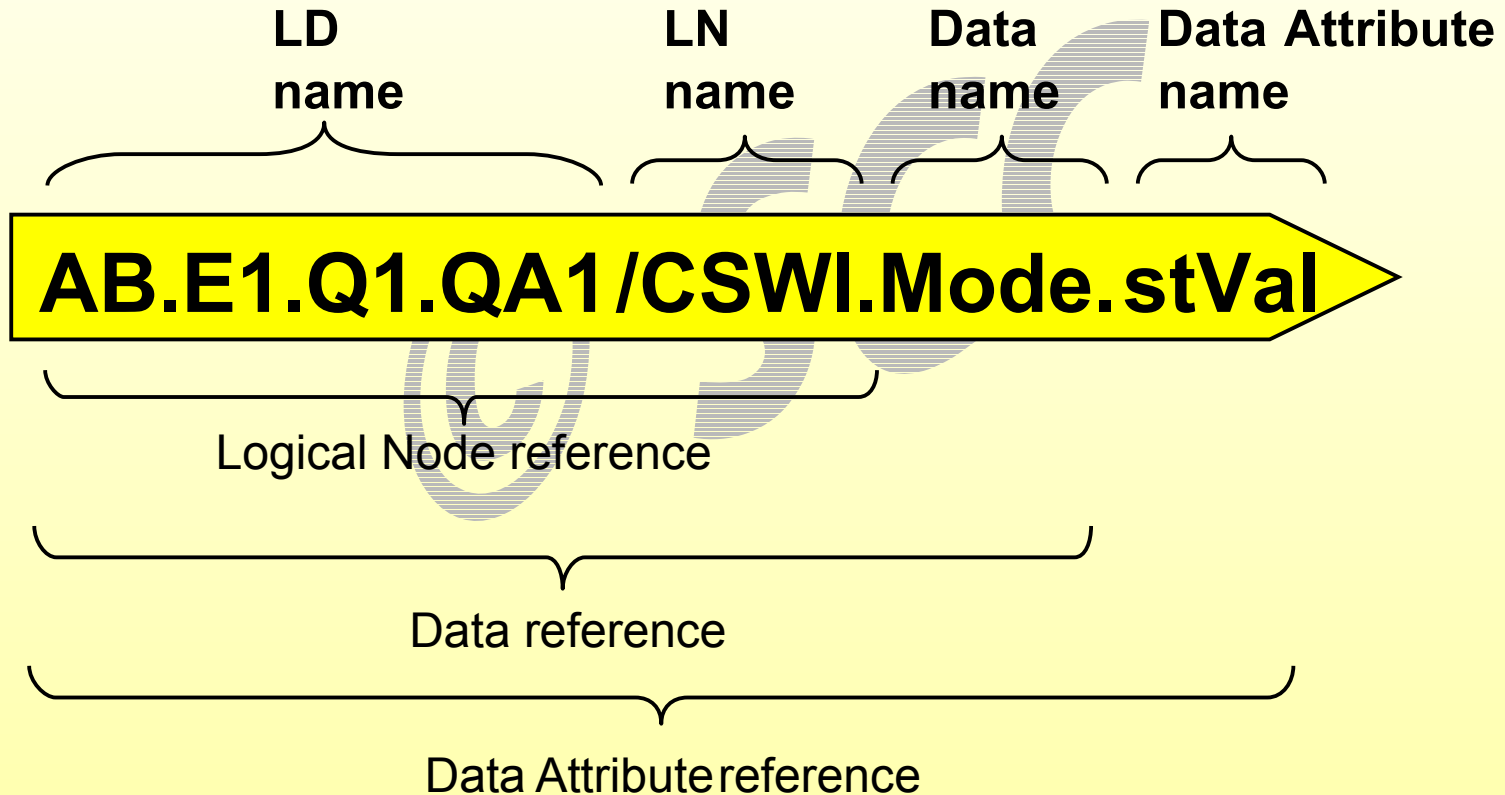 LD LN Data Data Attribute
name name name name
AB.E1.Q1.QA1/CSWI.Mode.stVal
© SCC
Logical Node reference
Data reference
Data Attribute reference